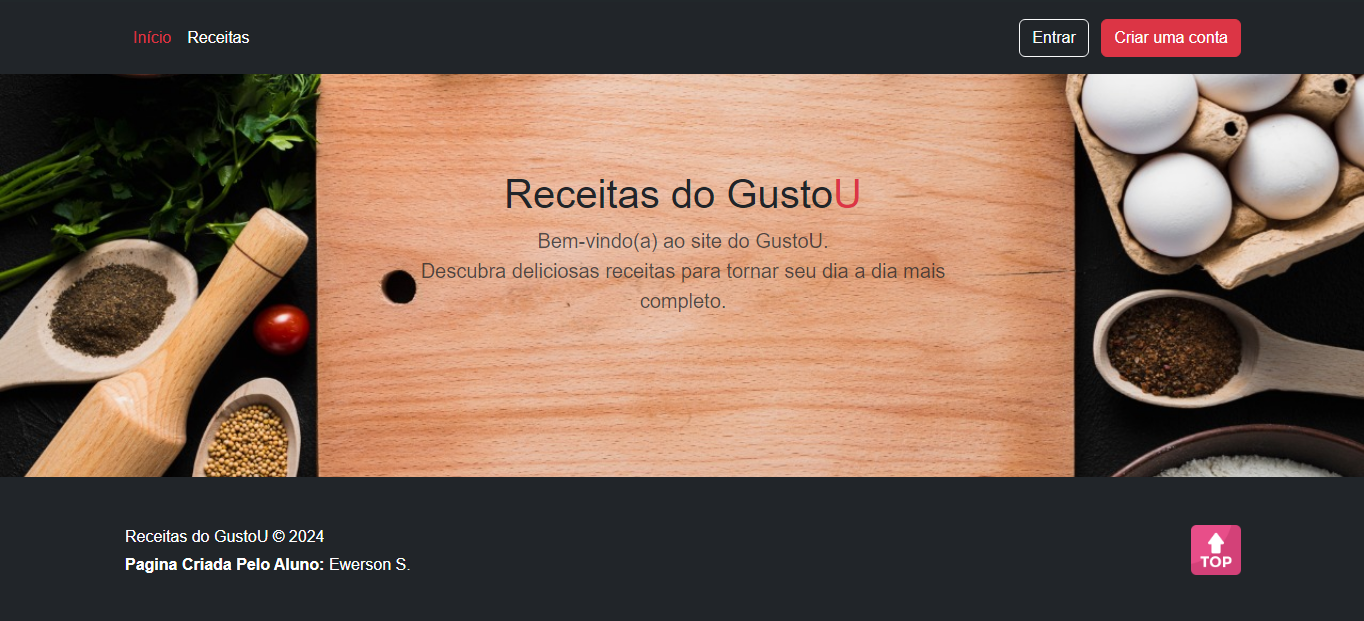 Início Receitas Entrar Criar uma conta
Receitas do GustoU
Bem-vindo(a) ao site do GustoU.
Descubra deliciosas receitas para tornar seu dia a dia mais
completo.
Receitas do GustoU © 2024
Pagina Criada Pelo Aluno: Ewerson S.
TOP